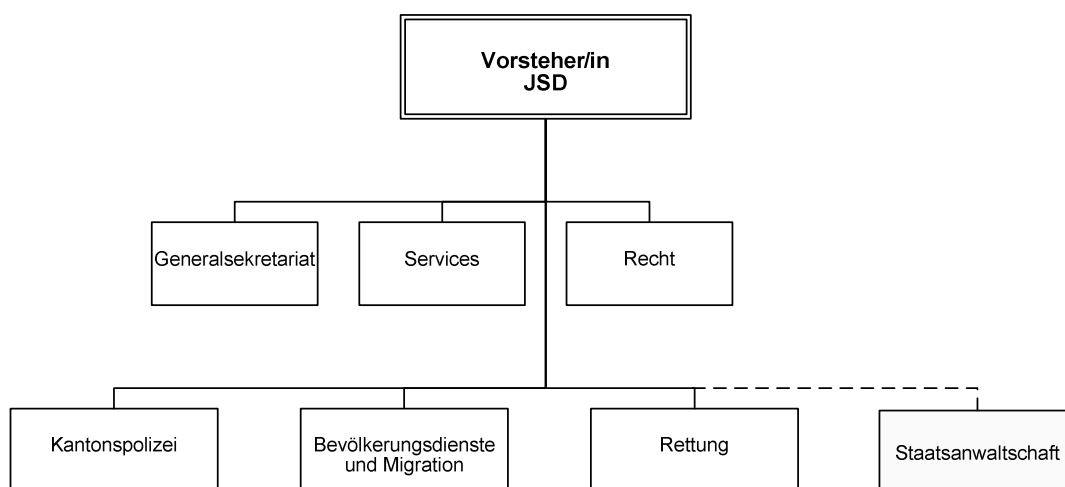 Vorsteher/in
JSD
Generalsekretariat
Services
Recht
Kantonspolizei
Bevölkerungsdienste
und Migration
Rettung
Staatsanwaltschaft